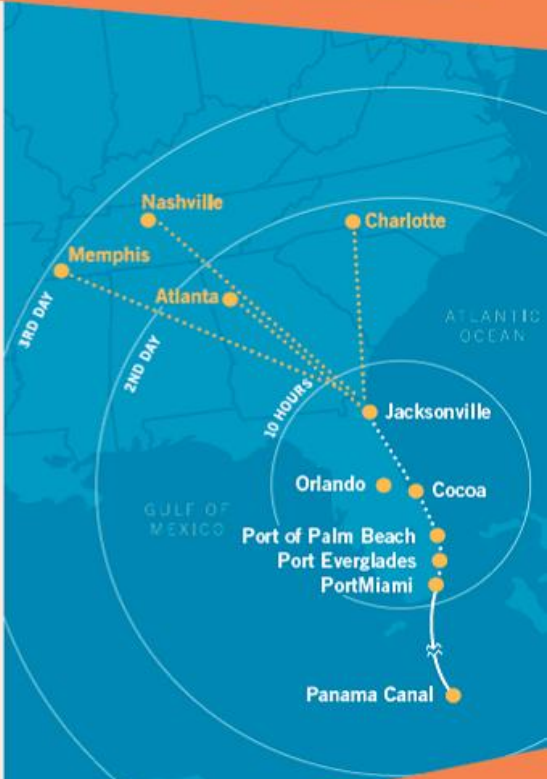 Nashville
Charlotte
Memphis
Atlanta
3RD DAY
2ND DAY
10 HOURS
ATLANTIC
OCEAN
Jacksonville
Orlando
Cocoa
GULF OF
MEXICO
Port of Palm Beach
Port Everglades
PortMiami
Panama Canal